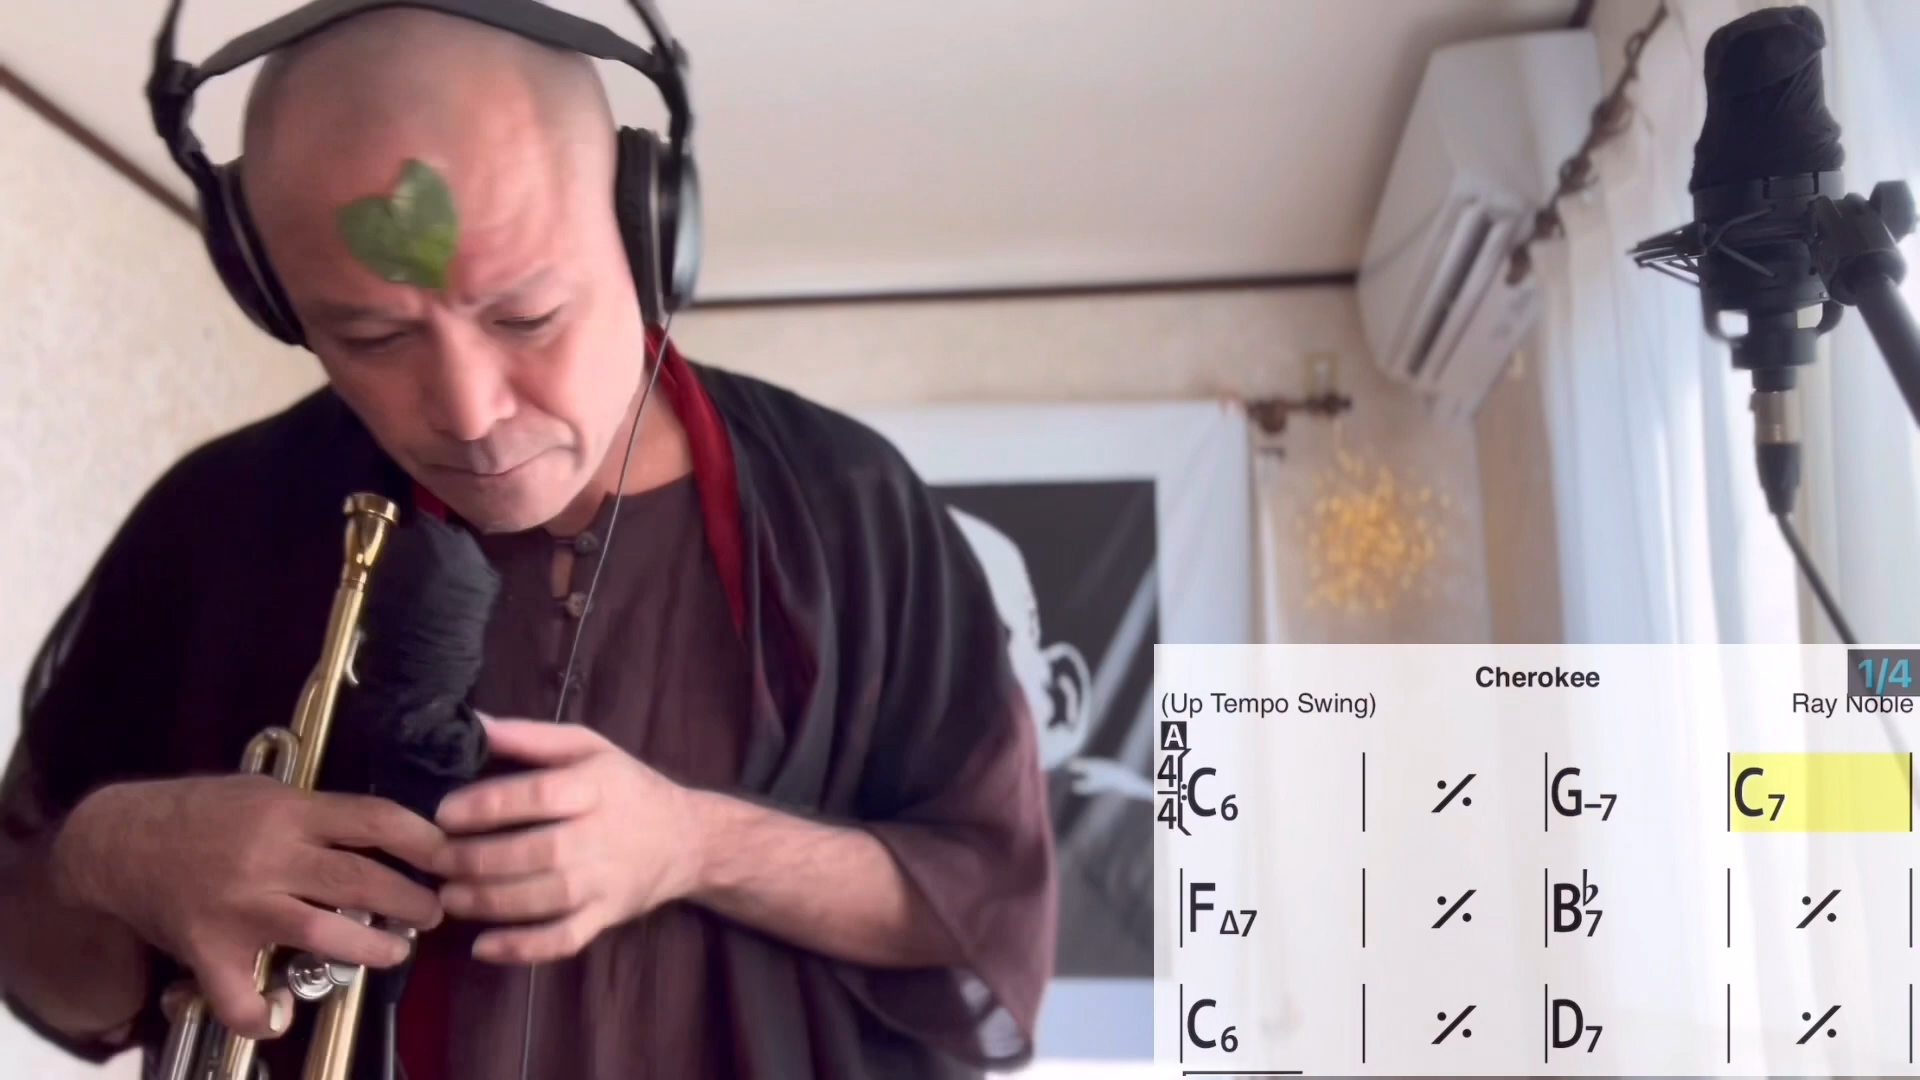 Cherokee
1/4
(Up Tempo Swing)
Ray Noble
A
4/4 C6 | 𝄎 | G–7 | C7
F△7 | 𝄎 | B♭7 | 𝄎
C6 | 𝄎 | D7 | 𝄎